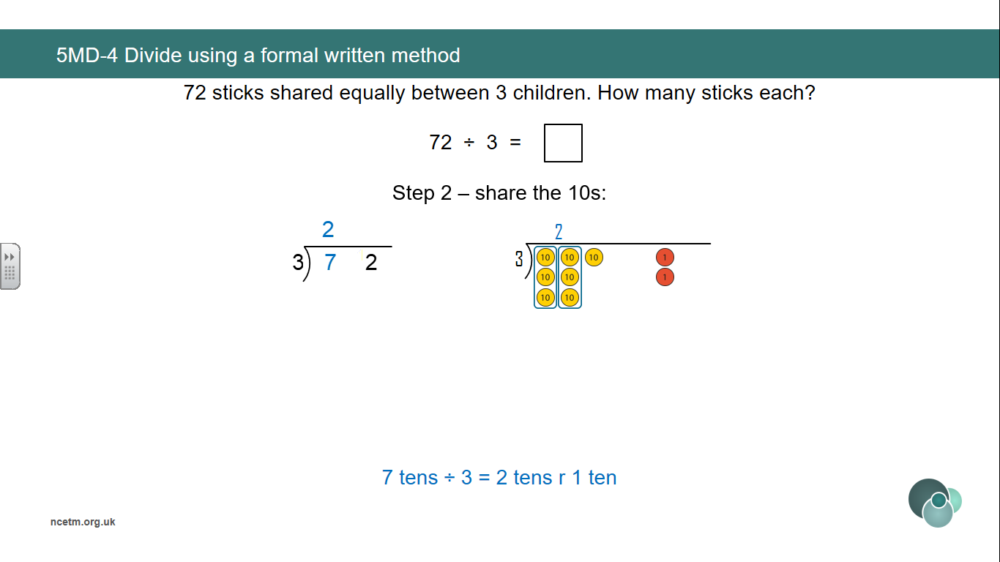 5MD-4 Divide using a formal written method
72 sticks shared equally between 3 children. How many sticks each?
72 ÷ 3 =
Step 2 – share the 10s:
2
3 7 2
2
3 10 10 10 1
10 10 1
10 10
7 tens ÷ 3 = 2 tens r 1 ten
ncetm.org.uk